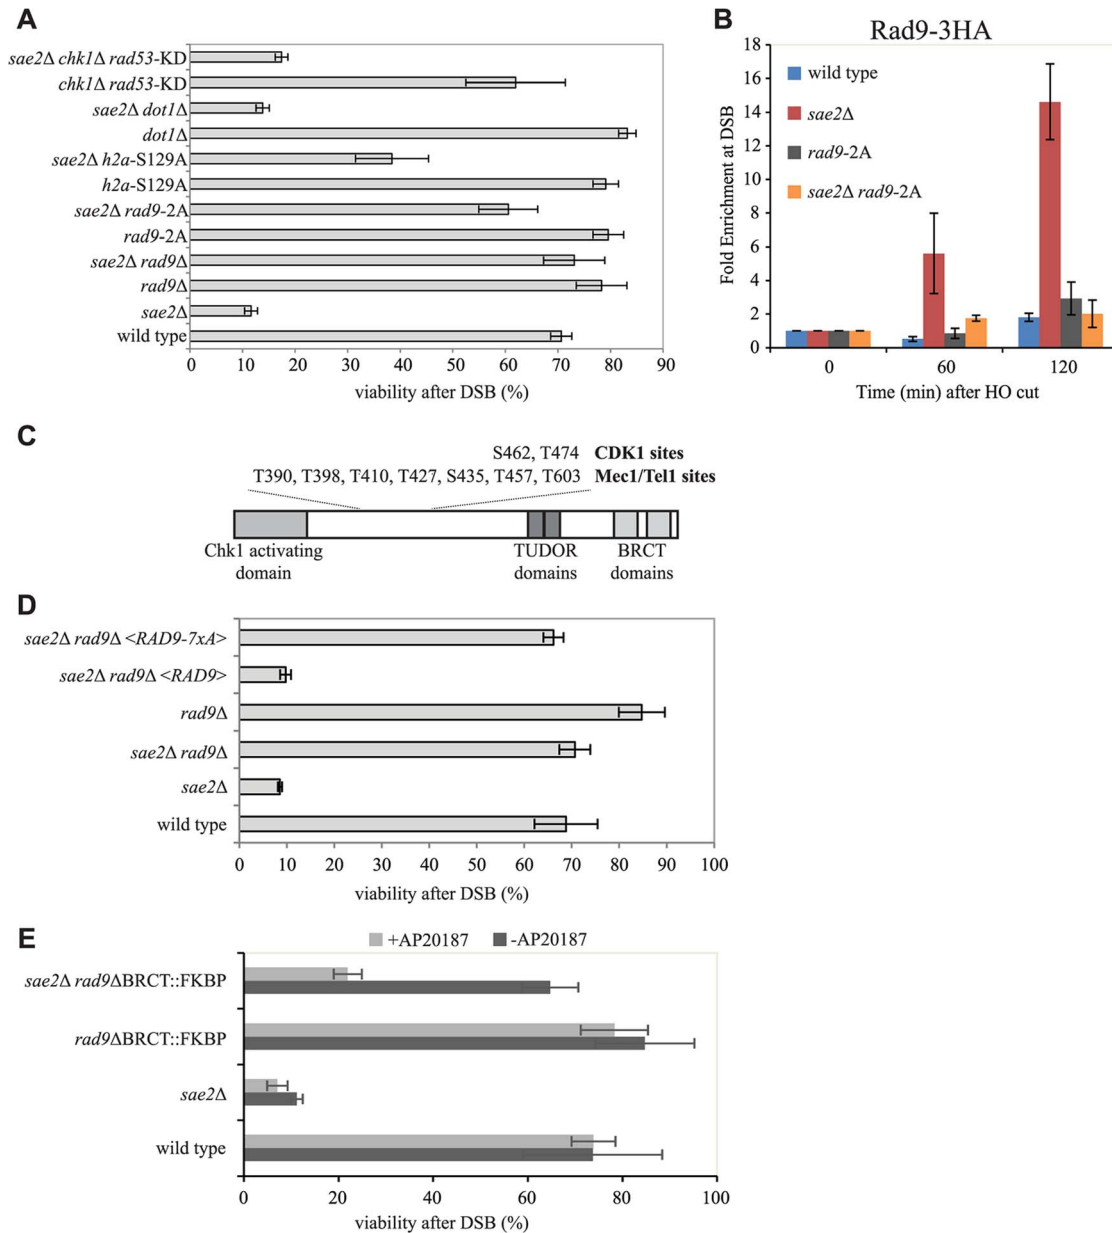 A
sae2Δ chk1Δ rad53-KD
chk1Δ rad53-KD
sae2Δ dot1Δ
dot1Δ
sae2Δ h2a-S129A
h2a-S129A
sae2Δ rad9-2A
rad9-2A
sae2Δ rad9Δ
rad9Δ
sae2Δ
wild type
0 10 20 30 40 50 60 70 80 90
viability after DSB (%)
B
Rad9-3HA
Fold Enrichment at DSB
18
16
14
12
10
8
6
4
2
0
wild type
sae2Δ
rad9-2A
sae2Δ rad9-2A
0 60 120
Time (min) after HO cut
C
S462, T474 CDK1 sites
T390, T398, T410, T427, S435, T457, T603 Mec1/Tel1 sites
Chk1 activating
domain
TUDOR
domains
BRCT
domains
D
sae2Δ rad9Δ <RAD9-7xA>
sae2Δ rad9Δ <RAD9>
rad9Δ
sae2Δ rad9Δ
sae2Δ
wild type
0 10 20 30 40 50 60 70 80 90 100
viability after DSB (%)
E
+AP20187 -AP20187
sae2Δ rad9ΔBRCT::FKBP
rad9ΔBRCT::FKBP
sae2Δ
wild type
0 20 40 60 80 100
viability after DSB (%)